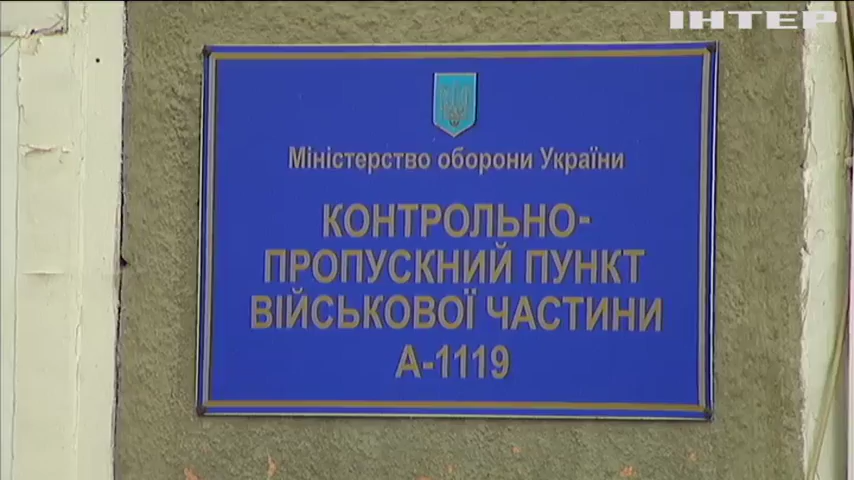 ІНТЕР
Міністерство оборони України
КОНТРОЛЬНО-
ПРОПУСКНИЙ ПУНКТ
ВІЙСЬКОВОЇ ЧАСТИНИ
А-1119